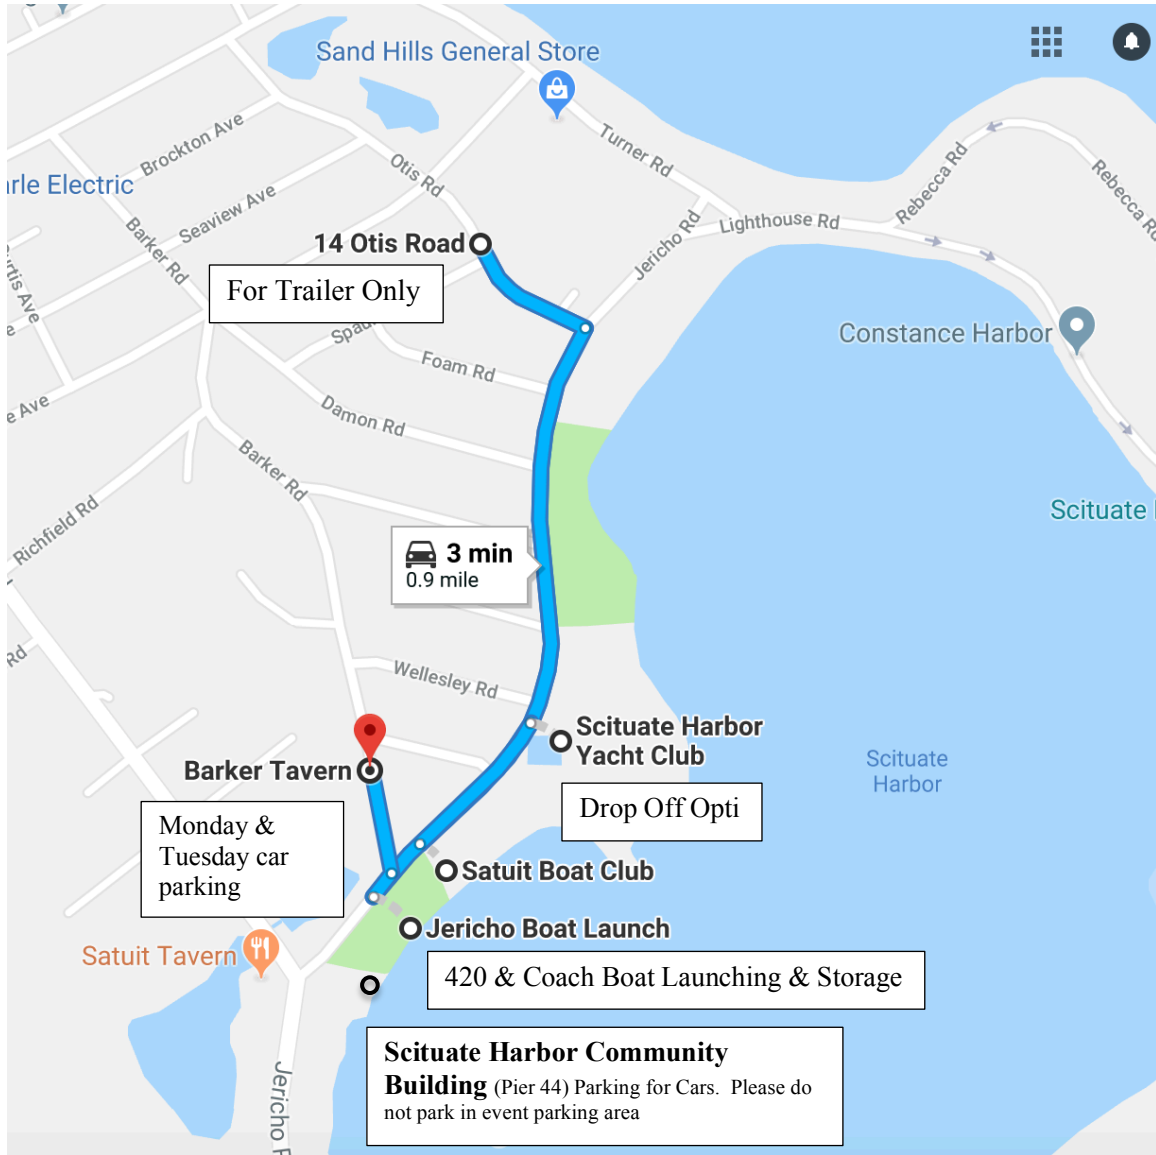 Sand Hills General Store
Turner Rd
Brockton Ave
Otis Rd
Rebecca Rd
Rebecca Rd
Seaview Ave
Lighthouse Rd
Barker Rd
Jericho Rd
14 Otis Road
For Trailer Only
Constance Harbor
Foam Rd
Damon Rd
Barker Rd
Richfield Rd
Scituate
3 min
0.9 mile
Rd
Wellesley Rd
Scituate Harbor
Yacht Club
Scituate
Harbor
Barker Tavern
Drop Off Opti
Monday &
Tuesday car
parking
Satuit Boat Club
Jericho Boat Launch
Satuit Tavern
420 & Coach Boat Launching & Storage
Scituate Harbor Community
Building (Pier 44) Parking for Cars. Please do
not park in event parking area
Jericho